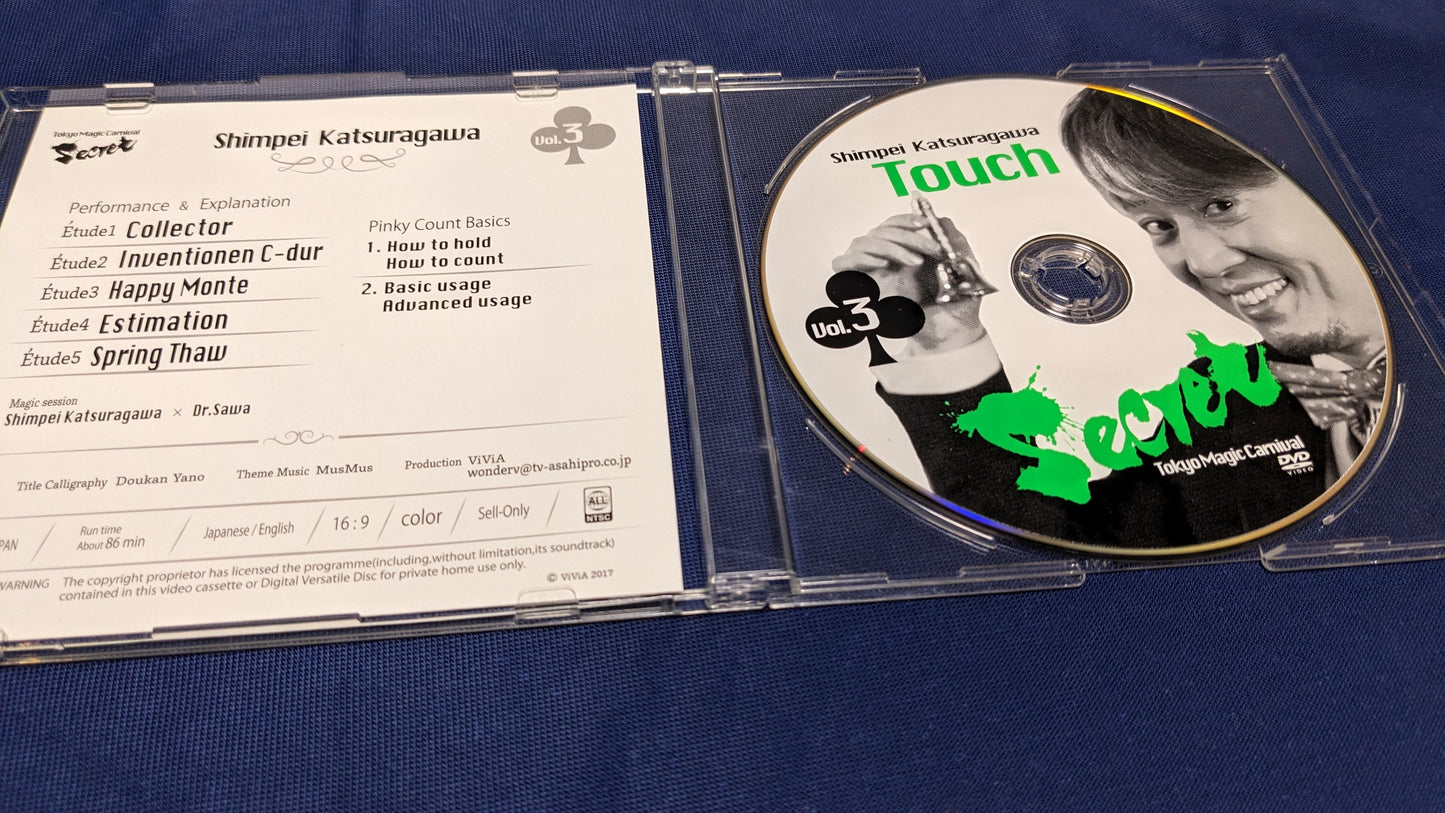 Tokyo Magic Carnival
Secret
Shimpei Katsuragawa
Vol.3
Performance & Explanation
Étude1 Collector
Étude2 Inventionen C-dur
Étude3 Happy Monte
Étude4 Estimation
Étude5 Spring Thaw
Pinky Count Basics
1. How to hold
How to count
2. Basic usage
Advanced usage
Magic session
Shimpei Katsuragawa × Dr.Sawa
Title Calligraphy Doukan Yano
Theme Music MusMus
Production ViViA
wonderv@tv-asahipro.co.jp
PAN
Run time
About 86 min
Japanese / English
16:9
color
Sell-Only
ALL
NTSC
WARNING The copyright proprietor has licensed the programme(including,without limitation,its soundtrack)
contained in this video cassette or Digital Versatile Disc for private home use only.
© ViViA 2017
Shimpei Katsuragawa
Touch
Vol.3
Secret
Tokyo Magic Carnival
DVD
VIDEO